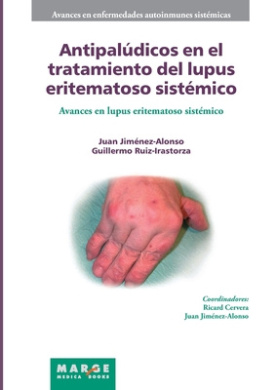 Avances en enfermedades autoinmunes sistémicas
Antipalúdicos en el
tratamiento del lupus
eritematoso sistémico
Avances en lupus eritematoso sistémico
Juan Jiménez-Alonso
Guillermo Ruiz-Irastorza
Coordinadores:
Ricard Cervera
Juan Jiménez-Alonso
MARGE
MEDICA BOOKS